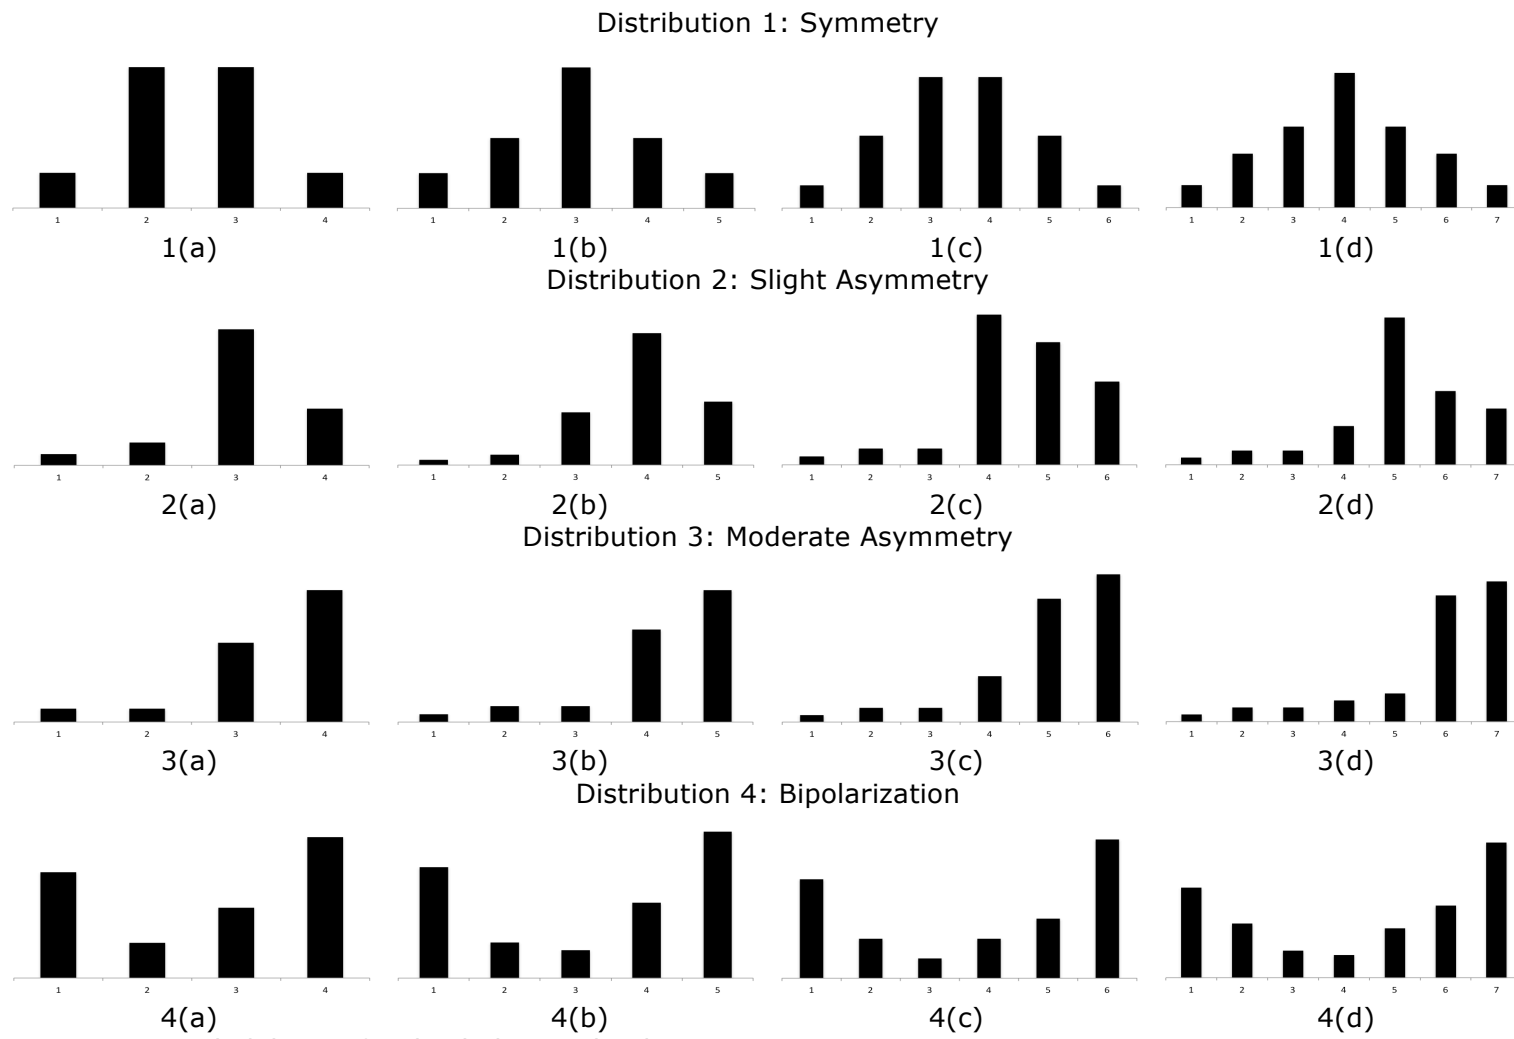 Distribution 1: Symmetry
1 2 3 4 1 2 3 4 5 1 2 3 4 5 6 1 2 3 4 5 6 7
1(a) 1(b) 1(c) 1(d)
Distribution 2: Slight Asymmetry
1 2 3 4 1 2 3 4 5 1 2 3 4 5 6 1 2 3 4 5 6 7
2(a) 2(b) 2(c) 2(d)
Distribution 3: Moderate Asymmetry
1 2 3 4 1 2 3 4 5 1 2 3 4 5 6 1 2 3 4 5 6 7
3(a) 3(b) 3(c) 3(d)
Distribution 4: Bipolarization
1 2 3 4 1 2 3 4 5 1 2 3 4 5 6 1 2 3 4 5 6 7
4(a) 4(b) 4(c) 4(d)